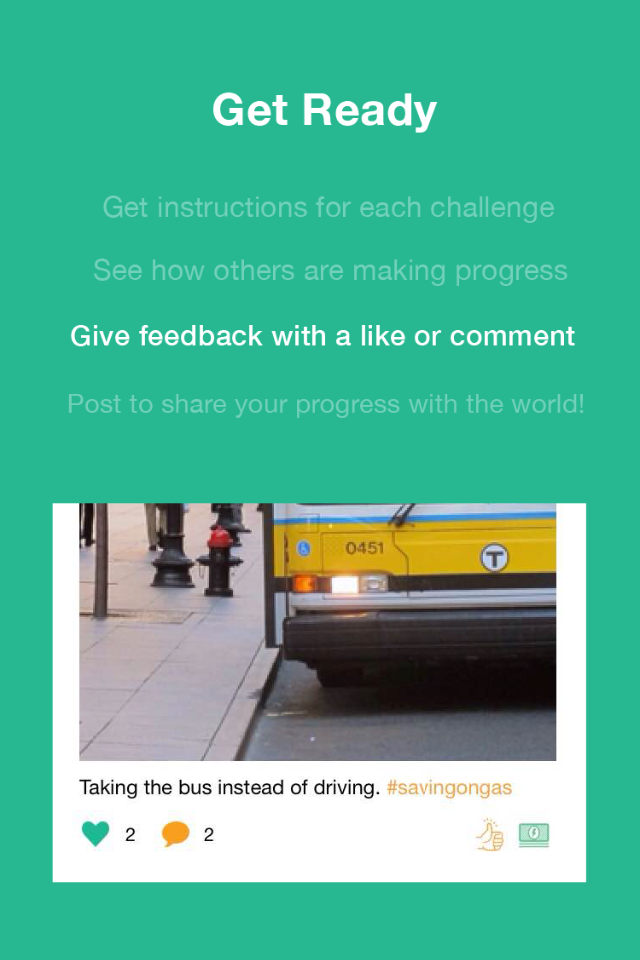 Get Ready
Get instructions for each challenge
See how others are making progress
Give feedback with a like or comment
Post to share your progress with the world!
0451
T
Taking the bus instead of driving. #savingongas
2 2